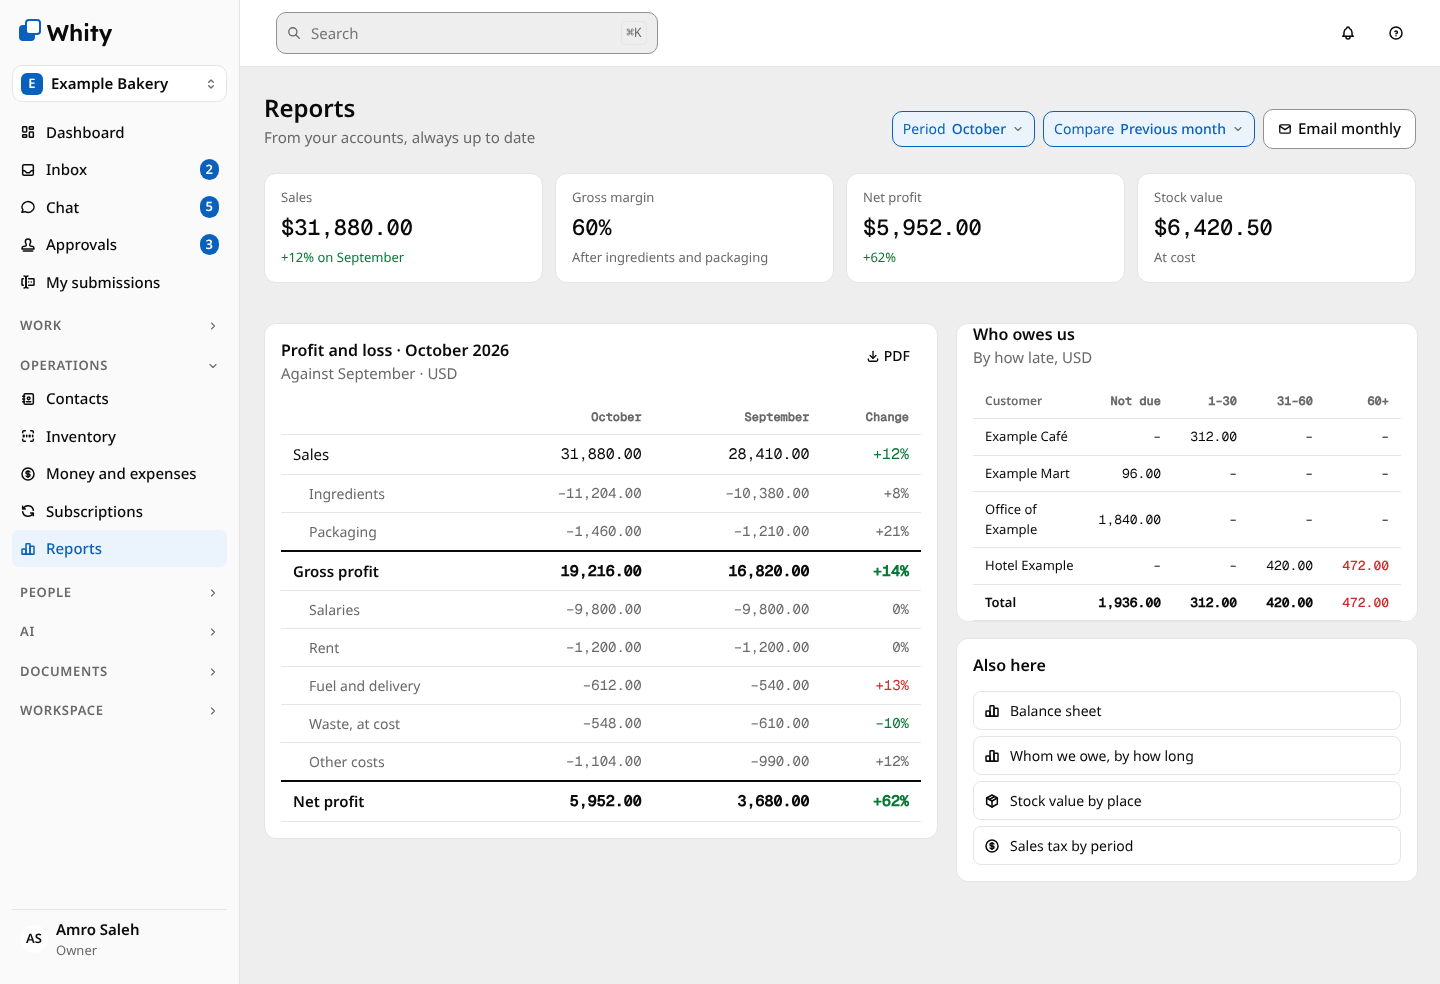 Whity
Search
⌘K
E Example Bakery
Dashboard
Inbox 2
Chat 5
Approvals 3
My submissions
WORK
OPERATIONS
Contacts
Inventory
Money and expenses
Subscriptions
Reports
PEOPLE
AI
DOCUMENTS
WORKSPACE
AS
Amro Saleh
Owner
Reports
From your accounts, always up to date
Period October
Compare Previous month
Email monthly
Sales
$31,880.00
+12% on September
Gross margin
60%
After ingredients and packaging
Net profit
$5,952.00
+62%
Stock value
$6,420.50
At cost
Profit and loss · October 2026
Against September · USD
PDF
October September Change
Sales 31,880.00 28,410.00 +12%
Ingredients −11,204.00 −10,380.00 +8%
Packaging −1,460.00 −1,210.00 +21%
Gross profit 19,216.00 16,820.00 +14%
Salaries −9,800.00 −9,800.00 0%
Rent −1,200.00 −1,200.00 0%
Fuel and delivery −612.00 −540.00 +13%
Waste, at cost −548.00 −610.00 −10%
Other costs −1,104.00 −990.00 +12%
Net profit 5,952.00 3,680.00 +62%
Who owes us
By how late, USD
Customer Not due 1–30 31–60 60+
Example Café – 312.00 – –
Example Mart 96.00 – – –
Office of
Example 1,840.00 – – –
Hotel Example – – 420.00 472.00
Total 1,936.00 312.00 420.00 472.00
Also here
Balance sheet
Whom we owe, by how long
Stock value by place
Sales tax by period